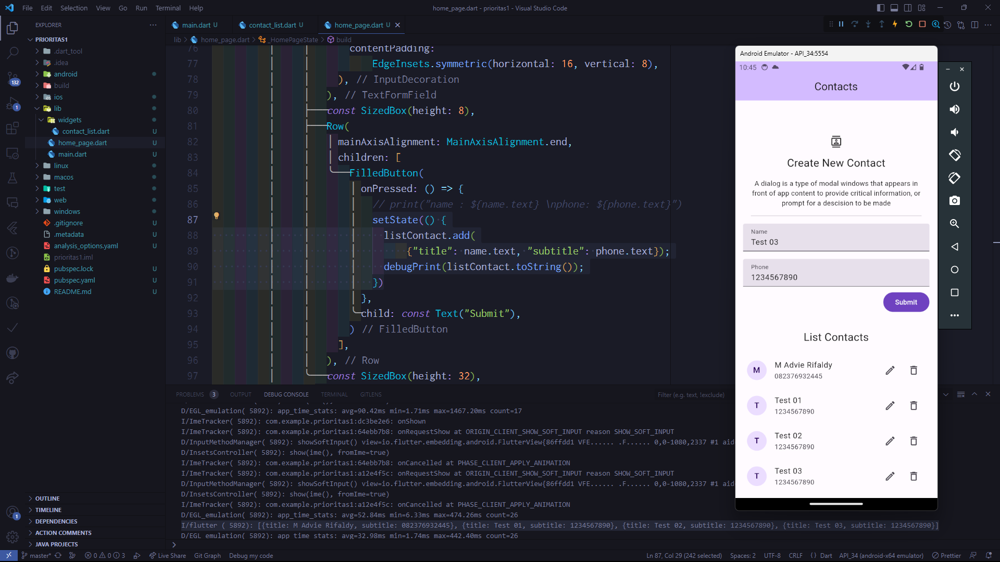 File Edit Selection View Go Run Terminal Help
home_page.dart - prioritas1 - Visual Studio Code
EXPLORER
PRIORITAS1
.dart_tool
.idea
android
build
ios
lib
widgets
contact_list.dart U
home_page.dart U
main.dart U
linux
macos
test
web
windows
.gitignore U
.metadata U
analysis_options.yaml U
prioritas1.iml
pubspec.lock U
pubspec.yaml U
README.md U
OUTLINE
TIMELINE
DEPENDENCIES
ACTION COMMENTS
JAVA PROJECTS
132
1
1
main.dart U
contact_list.dart U
home_page.dart U
lib > home_page.dart > _HomePageState > build
76 contentPadding:
77 EdgeInsets.symmetric(horizontal: 16, vertical: 8),
78 ), // InputDecoration
79 ), // TextFormField
80 const SizedBox(height: 8),
81 Row(
82 mainAxisAlignment: MainAxisAlignment.end,
83 children: [
84 FilledButton(
85 onPressed: () => {
86 // print("name : ${name.text} \nphone: ${phone.text}")
87 setState(() {
88 listContact.add(
89 {"title": name.text, "subtitle": phone.text});
90 debugPrint(listContact.toString());
91 })
92 },
93 child: const Text("Submit"),
94 ) // FilledButton
95 ],
96 ), // Row
97 const SizedBox(height: 32),
PROBLEMS 3 OUTPUT DEBUG CONSOLE TERMINAL GITLENS
Filter (e.g. text, !exclude)
D/EGL_emulation( 5892): app_time_stats: avg=90.42ms min=1.71ms max=1467.20ms count=17
I/ImeTracker( 5892): com.example.prioritas1:dc3be2e6: onShown
I/ImeTracker( 5892): com.example.prioritas1:64ebb7b8: onRequestShow at ORIGIN_CLIENT_SHOW_SOFT_INPUT reason SHOW_SOFT_INPUT
D/InputMethodManager( 5892): showSoftInput() view=io.flutter.embedding.android.FlutterView{86ffdd1 VFE...... .F...... 0,0-1080,2337 #1 aid
D/InsetsController( 5892): show(ime(), fromIme=true)
I/ImeTracker( 5892): com.example.prioritas1:64ebb7b8: onCancelled at PHASE_CLIENT_APPLY_ANIMATION
I/ImeTracker( 5892): com.example.prioritas1:a12e4f5c: onRequestShow at ORIGIN_CLIENT_SHOW_SOFT_INPUT reason SHOW_SOFT_INPUT
D/InputMethodManager( 5892): showSoftInput() view=io.flutter.embedding.android.FlutterView{86ffdd1 VFE...... .F...... 0,0-1080,2337 #1 aid
D/InsetsController( 5892): show(ime(), fromIme=true)
I/ImeTracker( 5892): com.example.prioritas1:a12e4f5c: onCancelled at PHASE_CLIENT_APPLY_ANIMATION
D/EGL_emulation( 5892): app_time_stats: avg=52.84ms min=6.33ms max=474.26ms count=26
I/flutter ( 5892): [{title: M Advie Rifaldy, subtitle: 082376932445}, {title: Test 01, subtitle: 1234567890}, {title: Test 02, subtitle: 1234567890}, {title: Test 03, subtitle: 1234567890}]
D/EGL_emulation( 5892): app_time_stats: avg=32.98ms min=1.74ms max=442.40ms count=26
Android Emulator - API_34:5554
10:45
Contacts
Create New Contact
A dialog is a type of modal windows that appears in
front of app content to provide critical information, or
prompt for a descision to be made
Name
Test 03
Phone
1234567890
Submit
List Contacts
M
M Advie Rifaldy
082376932445
T
Test 01
1234567890
T
Test 02
1234567890
T
Test 03
1234567890
master* 0 0 3 Live Share Git Graph Debug my code
Ln 87, Col 29 (242 selected) Spaces: 2 UTF-8 CRLF {} Dart API_34 (android-x64 emulator) Prettier